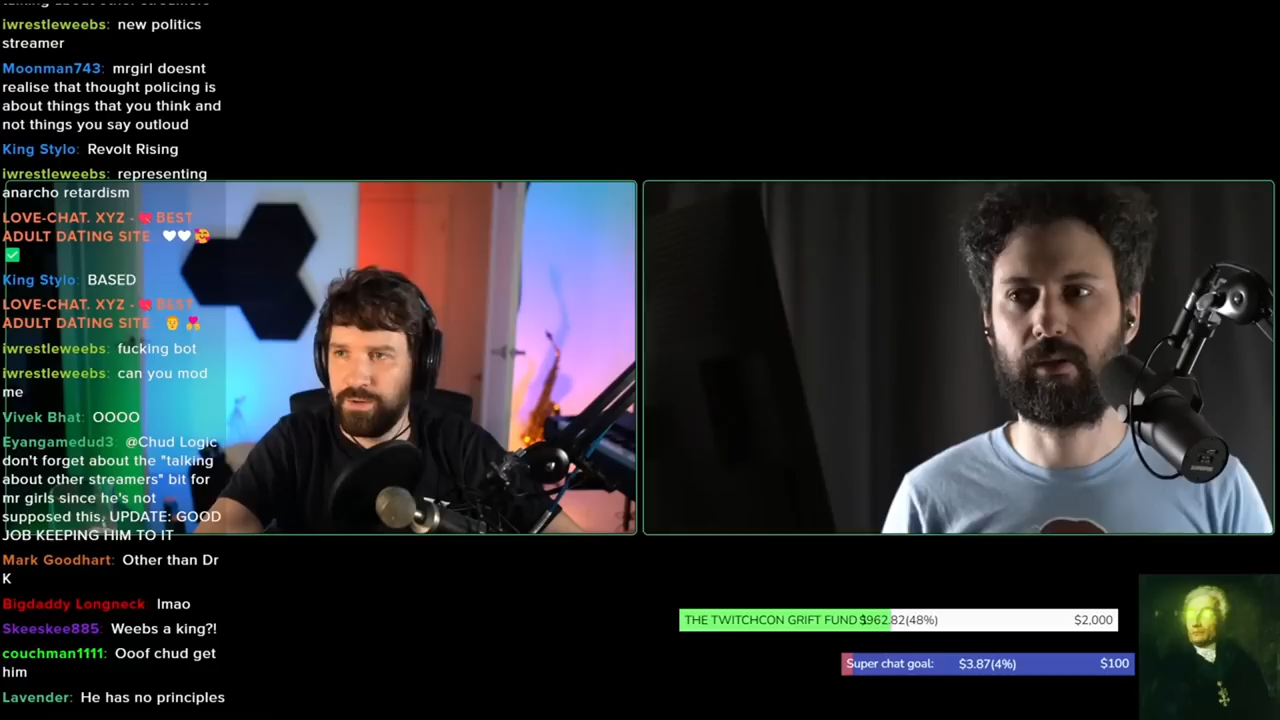 iwrestleweebs: new politics
streamer
Moonman743: mrgirl doesnt
realise that thought policing is
about things that you think and
not things you say outloud
King Stylo: Revolt Rising
iwrestleweebs: representing
anarcho retardism
LOVE-CHAT. XYZ - 💘 BEST
ADULT DATING SITE 🤍🤍🥰
✅
King Stylo: BASED
LOVE-CHAT. XYZ - 💘 BEST
ADULT DATING SITE
iwrestleweebs: fucking bot
iwrestleweebs: can you mod
me
Vivek Bhat: OOOO
Eyangamedud3: @Chud Logic
don't forget about the "talking
about other streamers" bit for
mr girls since he's not
supposed this. UPDATE: GOOD
JOB KEEPING HIM TO IT
Mark Goodhart: Other than Dr
K
Bigdaddy Longneck lmao
Skeeskee885: Weebs a king?!
couchman1111: Ooof chud get
him
Lavender: He has no principles
THE TWITCHCON GRIFT FUND $962.82(48%) $2,000
Super chat goal: $3.87(4%) $100